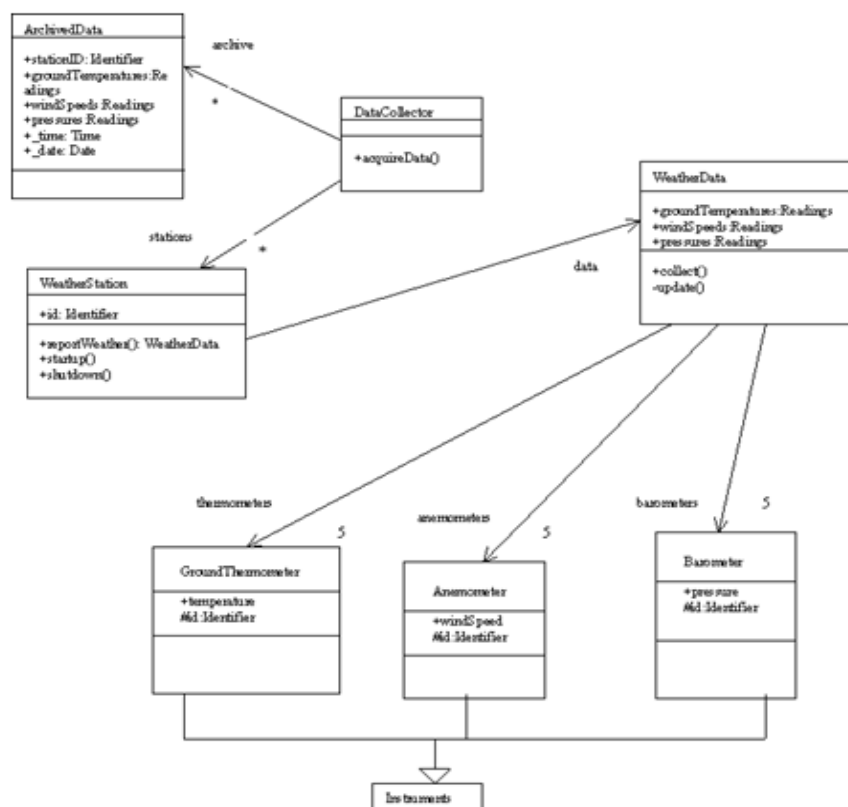 ArchivedData
+stationID: Identifier
+groundTemperatures:Re
adings
+windSpeeds:Readings
+pressures:Readings
+_time: Time
+_date: Date
archive
*
DataCollector
+acquireData()
stations
*
WeatherStation
+id: Identifier
+reportWeather(): WeatherData
+startup()
+shutdown()
data
WeatherData
+groundTemperatures:Readings
+windSpeeds:Readings
+pressures:Readings
+collect()
-update()
thermometers
5
anemometers
5
barometers
5
GroundThermometer
+temperature
#id:Identifier
Anemometer
+windSpeed
#id:Identifier
Barometer
+pressure
#id:Identifier
Instruments